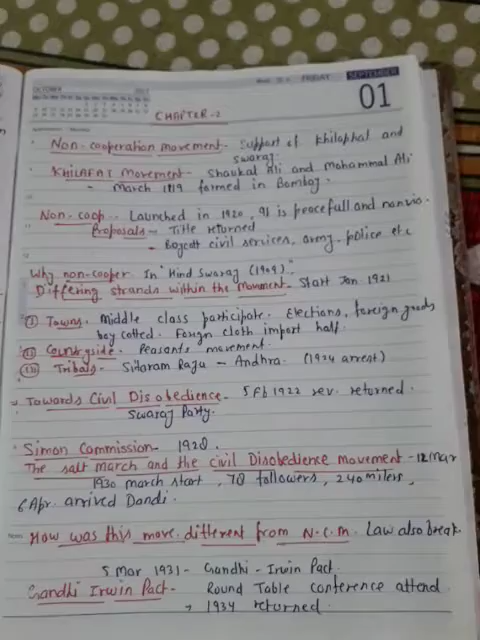 OCTOBER 2017
FRIDAY SEPTEMBER
01
CHAPTER-2
Non-cooperation movement- Support of Khilaphat and
swaraj.
KHILAFAT Movement - Shaukat Ali and Mohammal Ali
- March 1919 formed in Bombay.
Non-coop.. Launched in 1920, It is peacefull and nonvio.
Proposals - Title returned
- Boycott civil services, army, police etc
Why non-cooper In "Hind Swaraj (1909)"
Differing strands within the movement - Start Jan 1921
(i) Towns. Middle class participate. Elections, foreign goods
boycotted. Foreign cloth import half.
(ii) Countryside. Peasants movement.
(iii) Tribals- Sitaram Raju - Andhra. (1924 arrest)
Towards Civil Disobedience- 5 Fb 1922 rev. returned.
Swaraj Party.
Simon Commission- 1928.
The salt march and the civil Disobedience movement - 12 Mar
1930 march start, 78 followers, 240 milers,
6 Apr. arrived Dandi.
Notes
How was this move. different from N.C.M. Law also break
5 Mar 1931- Gandhi - Irwin Pact.
Gandhi Irwin Pact- Round Table conference attend.
→ 1934 returned.